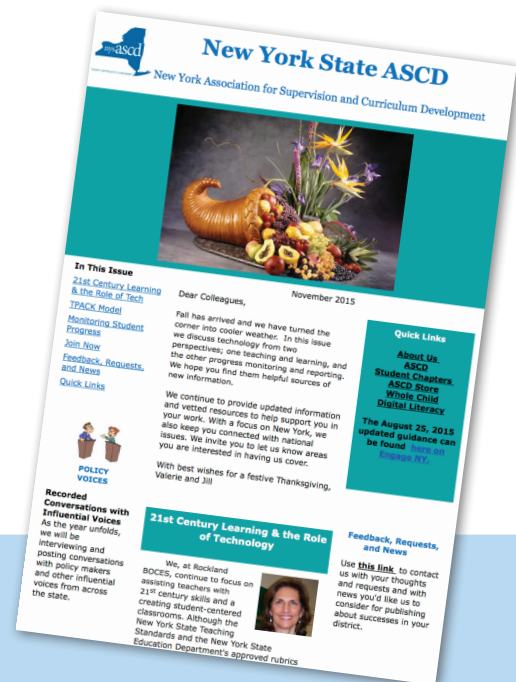 nysascd
New York State ASCD
New York Association for Supervision and Curriculum Development
In This Issue
21st Century Learning
& the Role of Tech
TPACK Model
Monitoring Student
Progress
Join Now
Feedback, Requests,
and News
Quick Links
POLICY
VOICES
Recorded
Conversations with
Influential Voices
As the year unfolds,
we will be
interviewing and
posting conversations
with policy makers
and other influential
voices from across
the state.
November 2015
Dear Colleagues,
Fall has arrived and we have turned the
corner into cooler weather. In this issue
we discuss technology from two
perspectives; one teaching and learning, and
the other progress monitoring and reporting.
We hope you find them helpful sources of
new information.
We continue to provide updated information
and vetted resources to help support you in
your work. With a focus on New York, we
also keep you connected with national
issues. We invite you to let us know areas
you are interested in having us cover.
With best wishes for a festive Thanksgiving,
Valerie and Jill
21st Century Learning & the Role
of Technology
We, at Rockland
BOCES, continue to focus on
assisting teachers with
21st century skills and a
creating student-centered
classrooms. Although the
New York State Teaching
Standards and the New York State
Education Department's approved rubrics
Quick Links
About Us
ASCD
Student Chapters
ASCD Store
Whole Child
Digital Literacy
The August 25, 2015
updated guidance can
be found here on
Engage NY.
Feedback, Requests,
and News
Use this link to contact
us with your thoughts
and requests and with
news you'd like us to
consider for publishing
about successes in your
district.